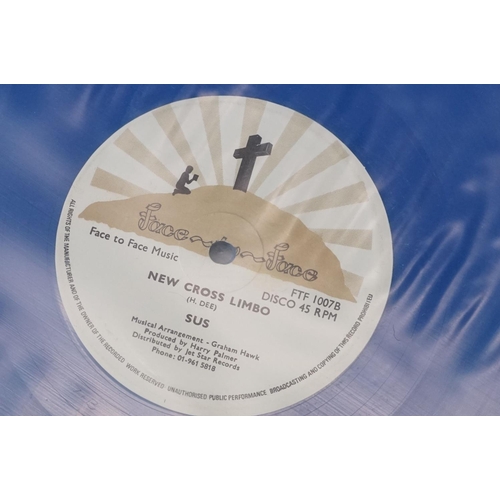 Face to Face
Face to Face Music
FTF 1007B
DISCO 45 RPM
NEW CROSS LIMBO
(H. DEE)
SUS
Musical Arrangement - Graham Hawk
Produced by Harry Palmer
Distributed by Jet Star Records
Phone: 01-961 5818
ALL RIGHTS OF THE MANUFACTURER AND OF THE OWNER OF THE RECORDED WORK RESERVED UNAUTHORISED PUBLIC PERFORMANCE BROADCASTING AND COPYING OF THIS RECORD PROHIBITED